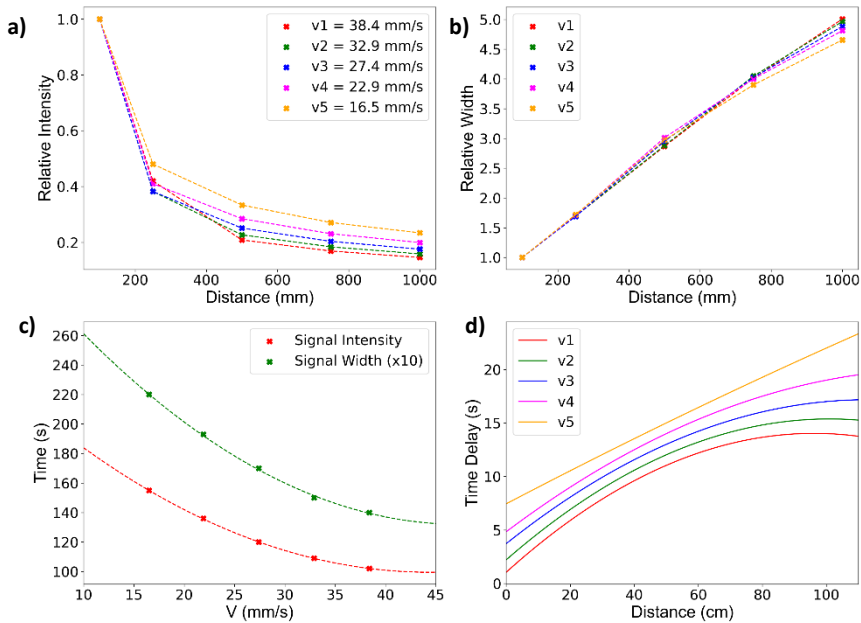 a)
Relative Intensity
1.0
0.8
0.6
0.4
0.2
v1 = 38.4 mm/s
v2 = 32.9 mm/s
v3 = 27.4 mm/s
v4 = 22.9 mm/s
v5 = 16.5 mm/s
200 400 600 800 1000
Distance (mm)
b)
Relative Width
5.0
4.5
4.0
3.5
3.0
2.5
2.0
1.5
1.0
v1
v2
v3
v4
v5
200 400 600 800 1000
Distance (mm)
c)
Time (s)
260
240
220
200
180
160
140
120
100
Signal Intensity
Signal Width (x10)
10 15 20 25 30 35 40 45
V (mm/s)
d)
Time Delay (s)
20
15
10
5
0
v1
v2
v3
v4
v5
0 20 40 60 80 100
Distance (cm)